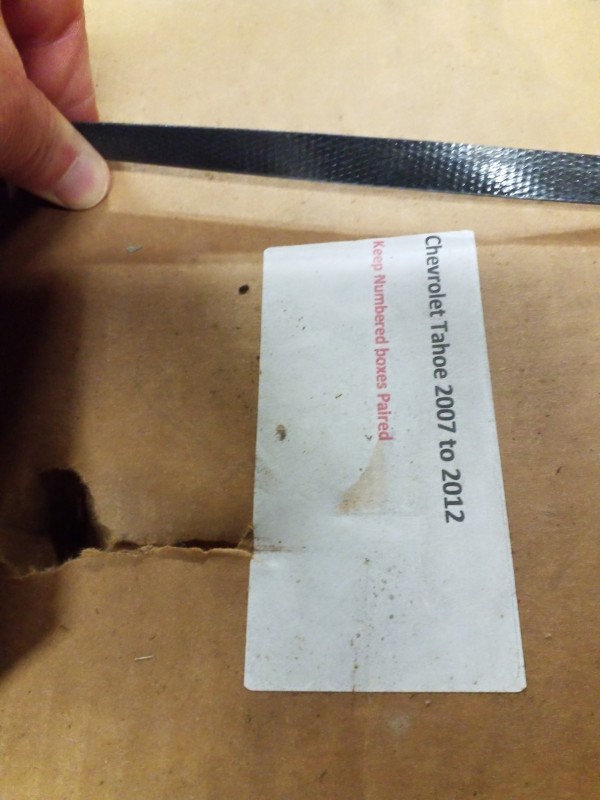 Chevrolet Tahoe 2007 to 2012
Keep Numbered boxes Paired